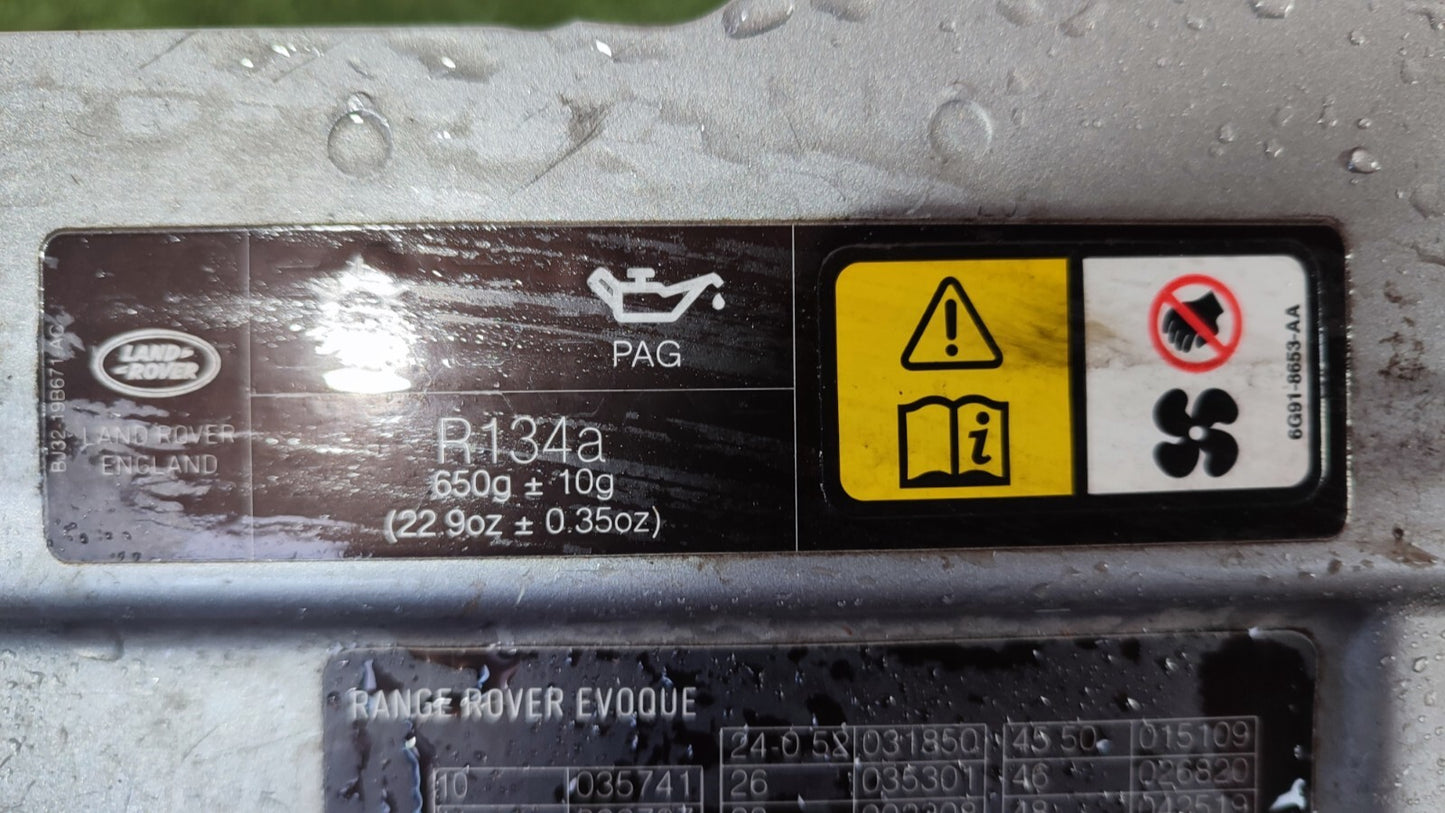 BJ32-19B671-AC
LAND-
-ROVER
LAND ROVER
ENGLAND
PAG
R134a
650g ± 10g
(22.9oz ± 0.35oz)
i
6G91-8653-AA
RANGE ROVER EVOQUE
24-0 52 031850 45 50 015109
10 035741 26 035301 46 026820